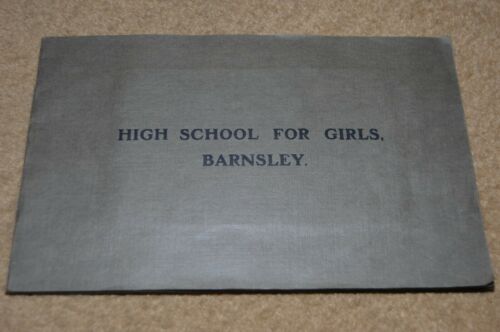 HIGH SCHOOL FOR GIRLS,
BARNSLEY.